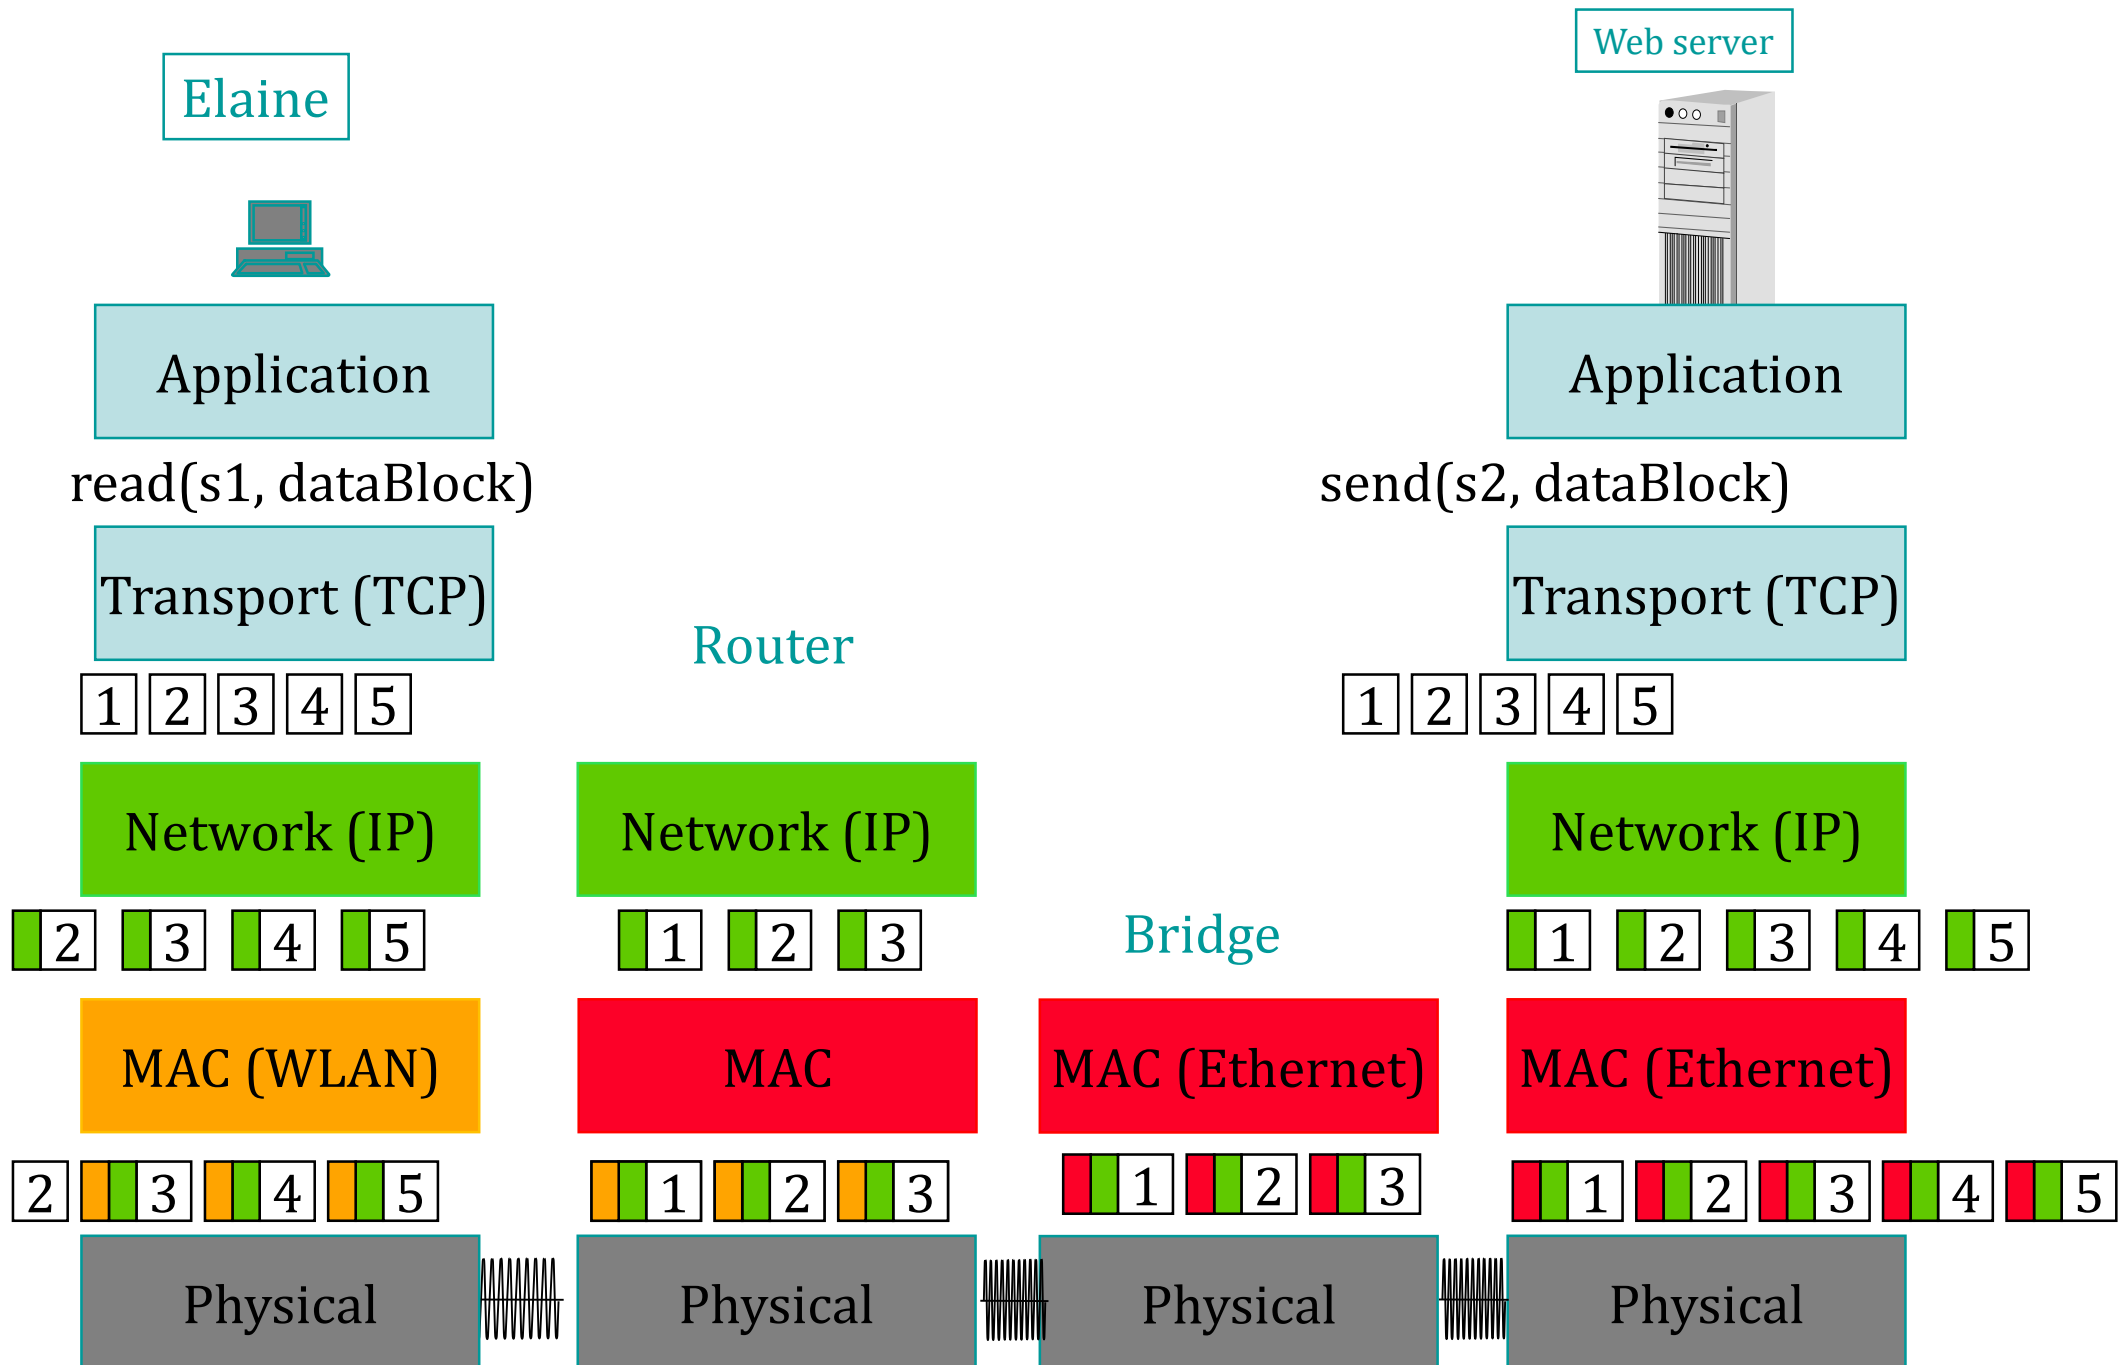 Web server
Elaine
Application
Application
read(s1, dataBlock)
send(s2, dataBlock)
Transport (TCP)
Transport (TCP)
Router
1 2 3 4 5
1 2 3 4 5
Network (IP)
Network (IP)
Network (IP)
2 3 4 5
1 2 3
Bridge
1 2 3 4 5
MAC (WLAN)
MAC
MAC (Ethernet)
MAC (Ethernet)
2 3 4 5
1 2 3
1 2 3
1 2 3 4 5
Physical
Physical
Physical
Physical